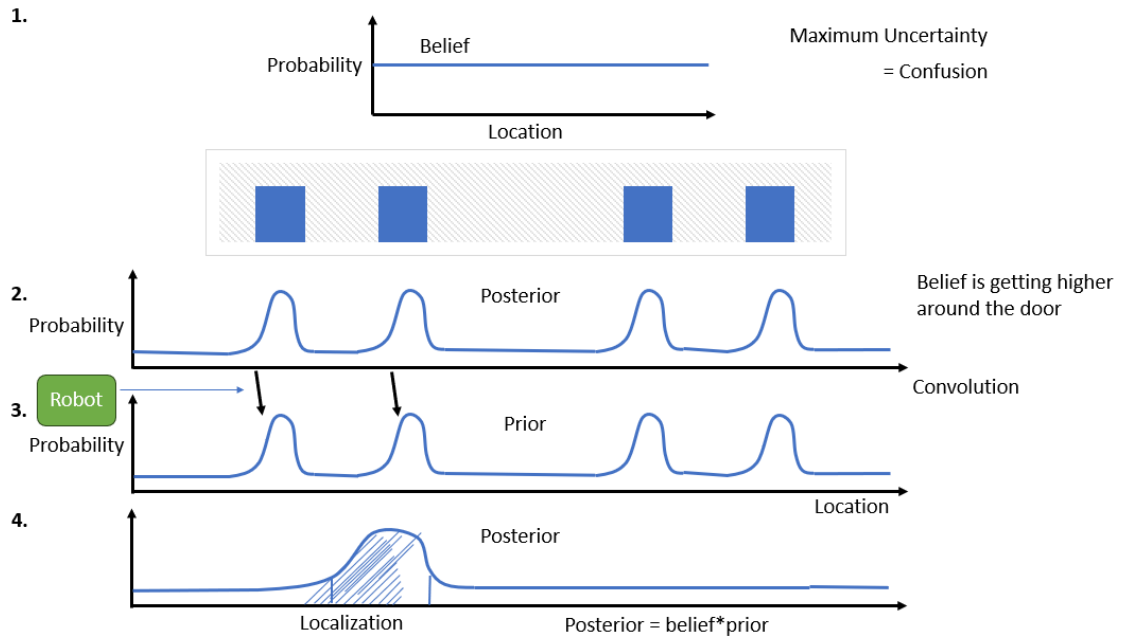 1.
Belief
Probability
Location
Maximum Uncertainty
= Confusion
2.
Probability
Posterior
Belief is getting higher
around the door
Convolution
Robot
3.
Probability
Prior
Location
4.
Posterior
Localization
Posterior = belief*prior